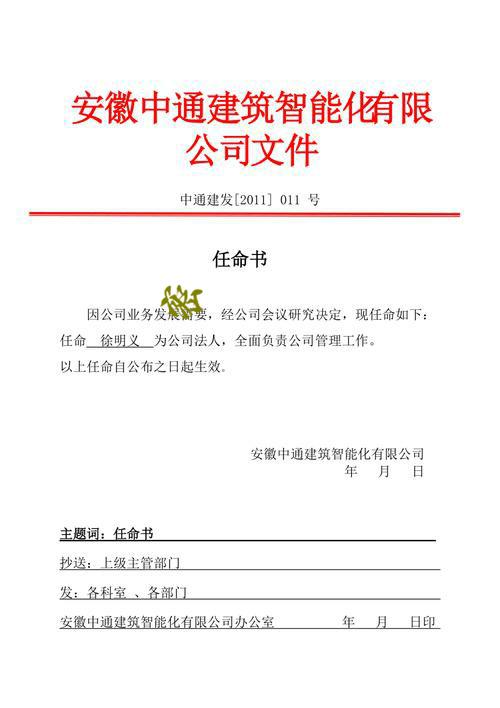 安徽中通建筑智能化有限
公司文件
中通建发[2011] 011 号
任命书
因公司业务发展需要，经公司会议研究决定，现任命如下：
任命 徐明义 为公司法人，全面负责公司管理工作。
以上任命自公布之日起生效。
安徽中通建筑智能化有限公司
年 月 日
主题词：任命书
抄送：上级主管部门
发：各科室 、各部门
安徽中通建筑智能化有限公司办公室 年 月 日印